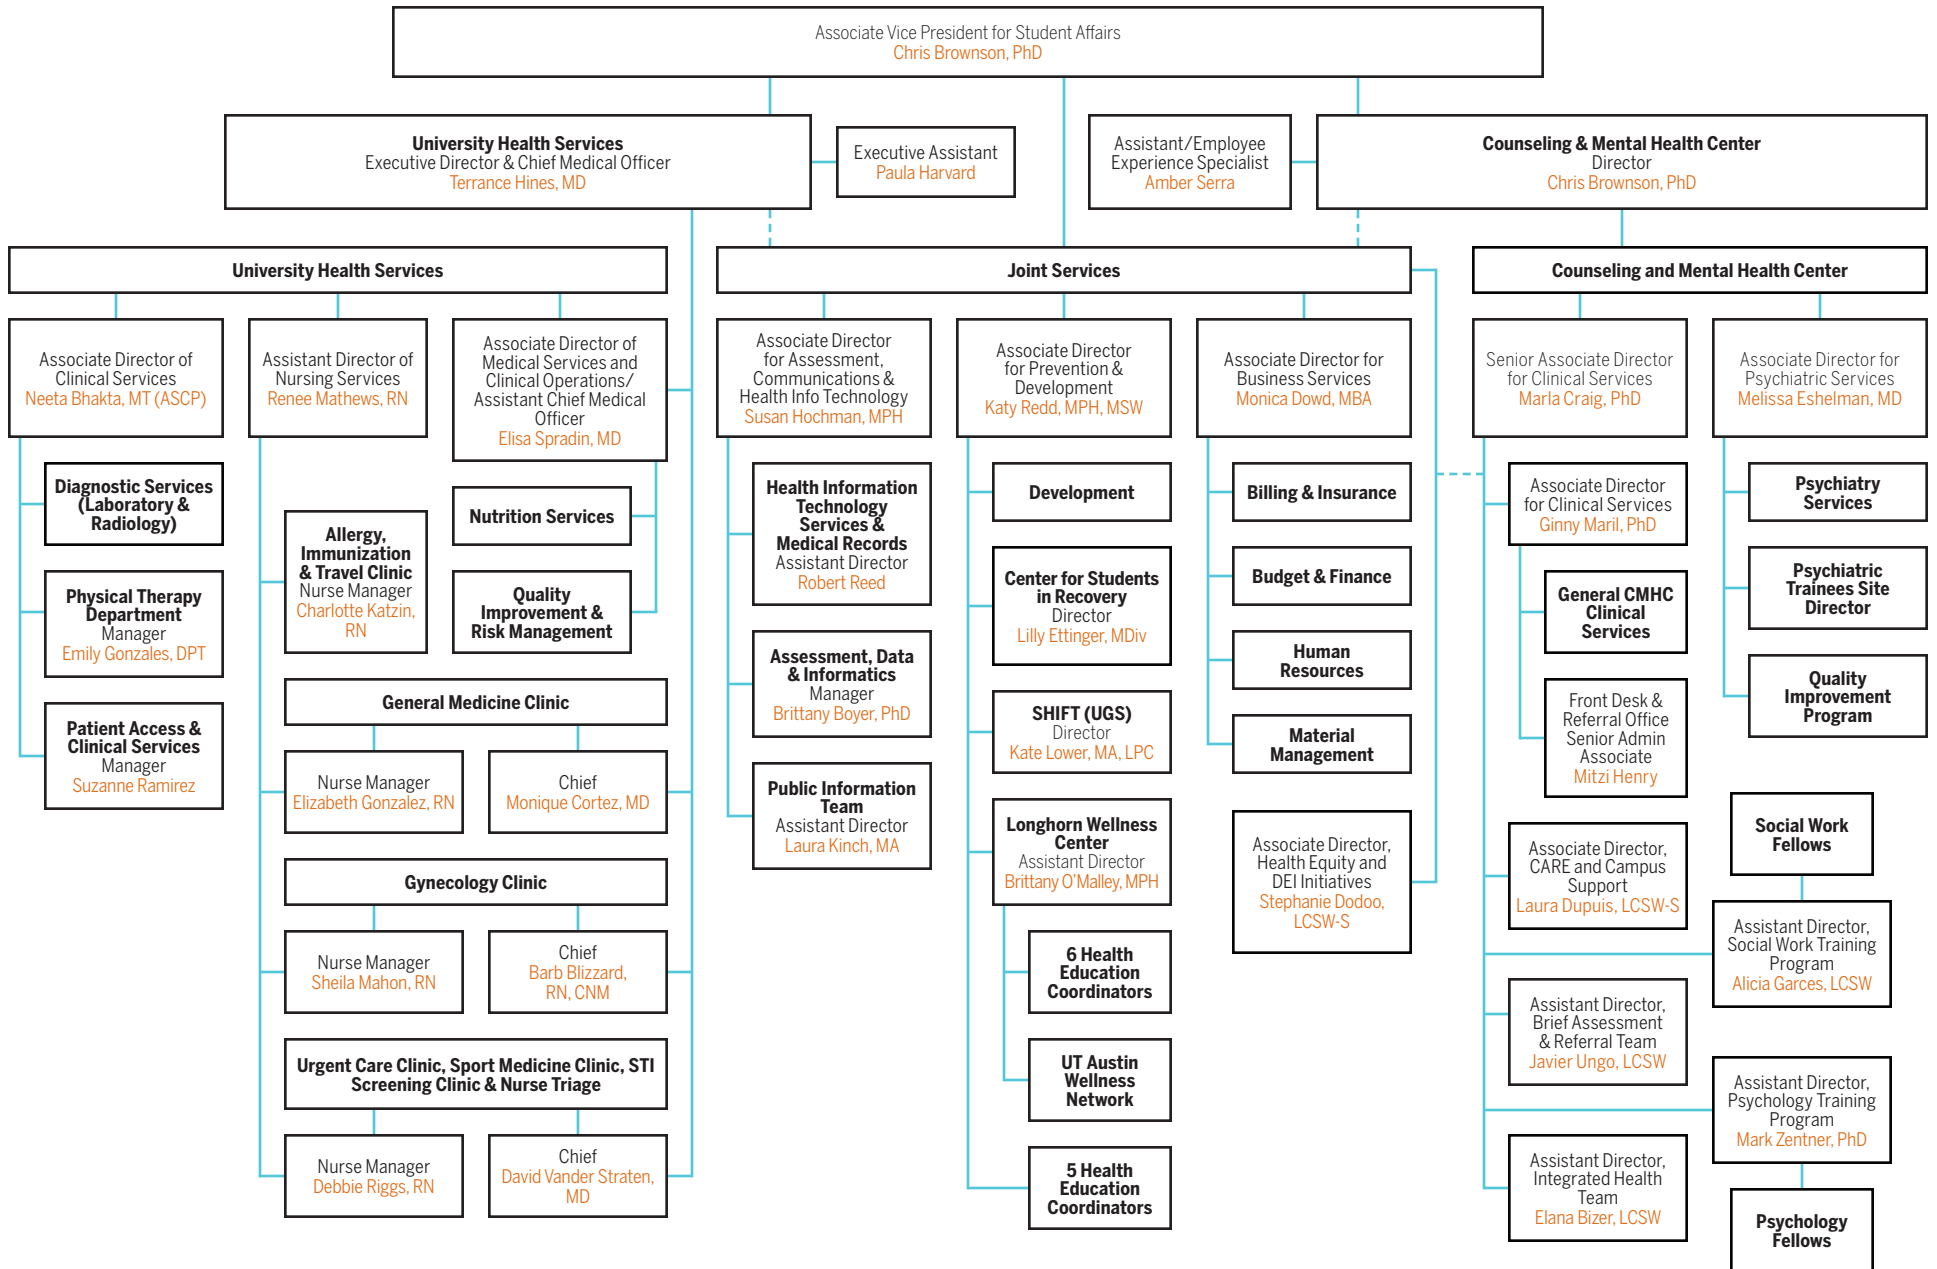 Associate Vice President for Student Affairs
Chris Brownson, PhD
University Health Services
Executive Director & Chief Medical Officer
Terrance Hines, MD
Executive Assistant
Paula Harvard
Assistant/Employee
Experience Specialist
Amber Serra
Counseling & Mental Health Center
Director
Chris Brownson, PhD
University Health Services
Joint Services
Counseling and Mental Health Center
Associate Director of
Clinical Services
Neeta Bhakta, MT (ASCP)
Assistant Director of
Nursing Services
Renee Mathews, RN
Associate Director of
Medical Services and
Clinical Operations/
Assistant Chief Medical
Officer
Elisa Spradin, MD
Associate Director
for Assessment,
Communications &
Health Info Technology
Susan Hochman, MPH
Associate Director
for Prevention &
Development
Katy Redd, MPH, MSW
Associate Director for
Business Services
Monica Dowd, MBA
Senior Associate Director
for Clinical Services
Marla Craig, PhD
Associate Director for
Psychiatric Services
Melissa Eshelman, MD
Diagnostic Services
(Laboratory &
Radiology)
Physical Therapy
Department
Manager
Emily Gonzales, DPT
Patient Access &
Clinical Services
Manager
Suzanne Ramirez
Allergy,
Immunization
& Travel Clinic
Nurse Manager
Charlotte Katzin,
RN
Nutrition Services
Quality
Improvement &
Risk Management
General Medicine Clinic
Nurse Manager
Elizabeth Gonzalez, RN
Chief
Monique Cortez, MD
Gynecology Clinic
Nurse Manager
Sheila Mahon, RN
Chief
Barb Blizzard,
RN, CNM
Urgent Care Clinic, Sport Medicine Clinic, STI
Screening Clinic & Nurse Triage
Nurse Manager
Debbie Riggs, RN
Chief
David Vander Straten,
MD
Health Information
Technology
Services &
Medical Records
Assistant Director
Robert Reed
Assessment, Data
& Informatics
Manager
Brittany Boyer, PhD
Public Information
Team
Assistant Director
Laura Kinch, MA
Development
Center for Students
in Recovery
Director
Lilly Ettinger, MDiv
SHIFT (UGS)
Director
Kate Lower, MA, LPC
Longhorn Wellness
Center
Assistant Director
Brittany O'Malley, MPH
6 Health
Education
Coordinators
UT Austin
Wellness
Network
5 Health
Education
Coordinators
Billing & Insurance
Budget & Finance
Human
Resources
Material
Management
Associate Director,
Health Equity and
DEI Initiatives
Stephanie Dodoo,
LCSW-S
Associate Director
for Clinical Services
Ginny Maril, PhD
General CMHC
Clinical
Services
Front Desk &
Referral Office
Senior Admin
Associate
Mitzi Henry
Associate Director,
CARE and Campus
Support
Laura Dupuis, LCSW-S
Assistant Director,
Brief Assessment
& Referral Team
Javier Ungo, LCSW
Assistant Director,
Integrated Health
Team
Elana Bizer, LCSW
Psychiatry
Services
Psychiatric
Trainees Site
Director
Quality
Improvement
Program
Social Work
Fellows
Assistant Director,
Social Work Training
Program
Alicia Garces, LCSW
Assistant Director,
Psychology Training
Program
Mark Zentner, PhD
Psychology
Fellows